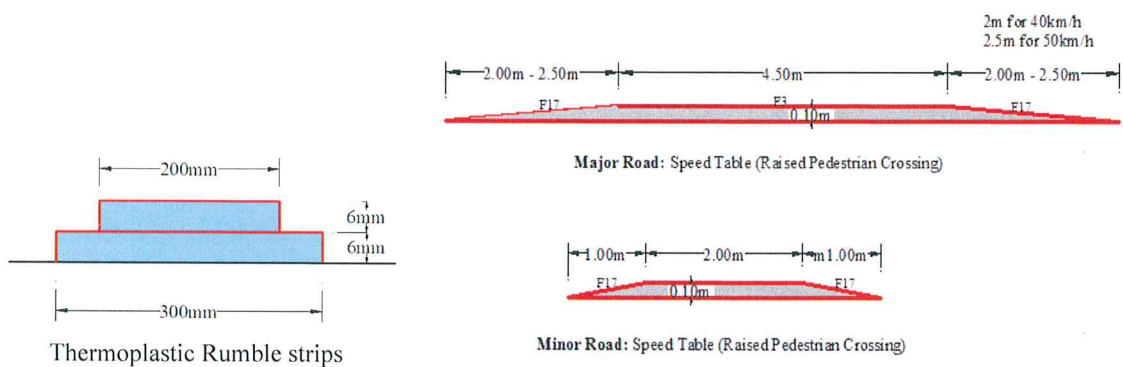 2m for 40km/h
2.5m for 50km/h
2.00m - 2.50m
4.50m
2.00m - 2.50m
F17
F3
F17
0.10m
Major Road: Speed Table (Raised Pedestrian Crossing)
200mm
6mm
6mm
300mm
Thermoplastic Rumble strips
1.00m
2.00m
m1.00m
F17
0.10m
F17
Minor Road: Speed Table (Raised Pedestrian Crossing)